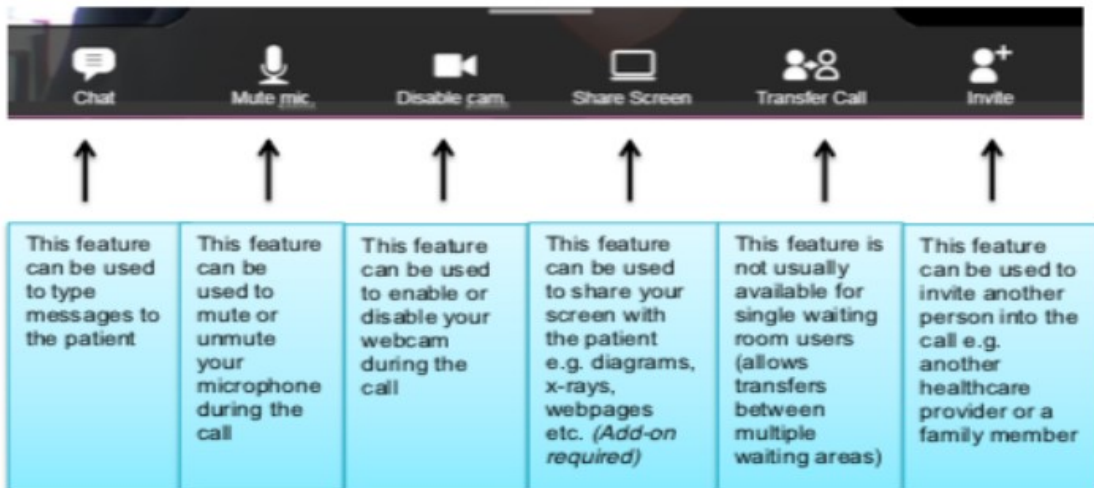 Chat
Mute mic.
Disable cam.
Share Screen
Transfer Call
Invite
This feature
can be used
to type
messages to
the patient
This feature
can be
used to
mute or
unmute
your
microphone
during the
call
This feature
can be used
to enable or
disable your
webcam
during the
call
This feature
can be used
to share your
screen with
the patient
e.g. diagrams,
x-rays,
webpages
etc. (Add-on
required)
This feature is
not usually
available for
single waiting
room users
(allows
transfers
between
multiple
waiting areas)
This feature
can be used to
invite another
person into the
call e.g.
another
healthcare
provider or a
family member